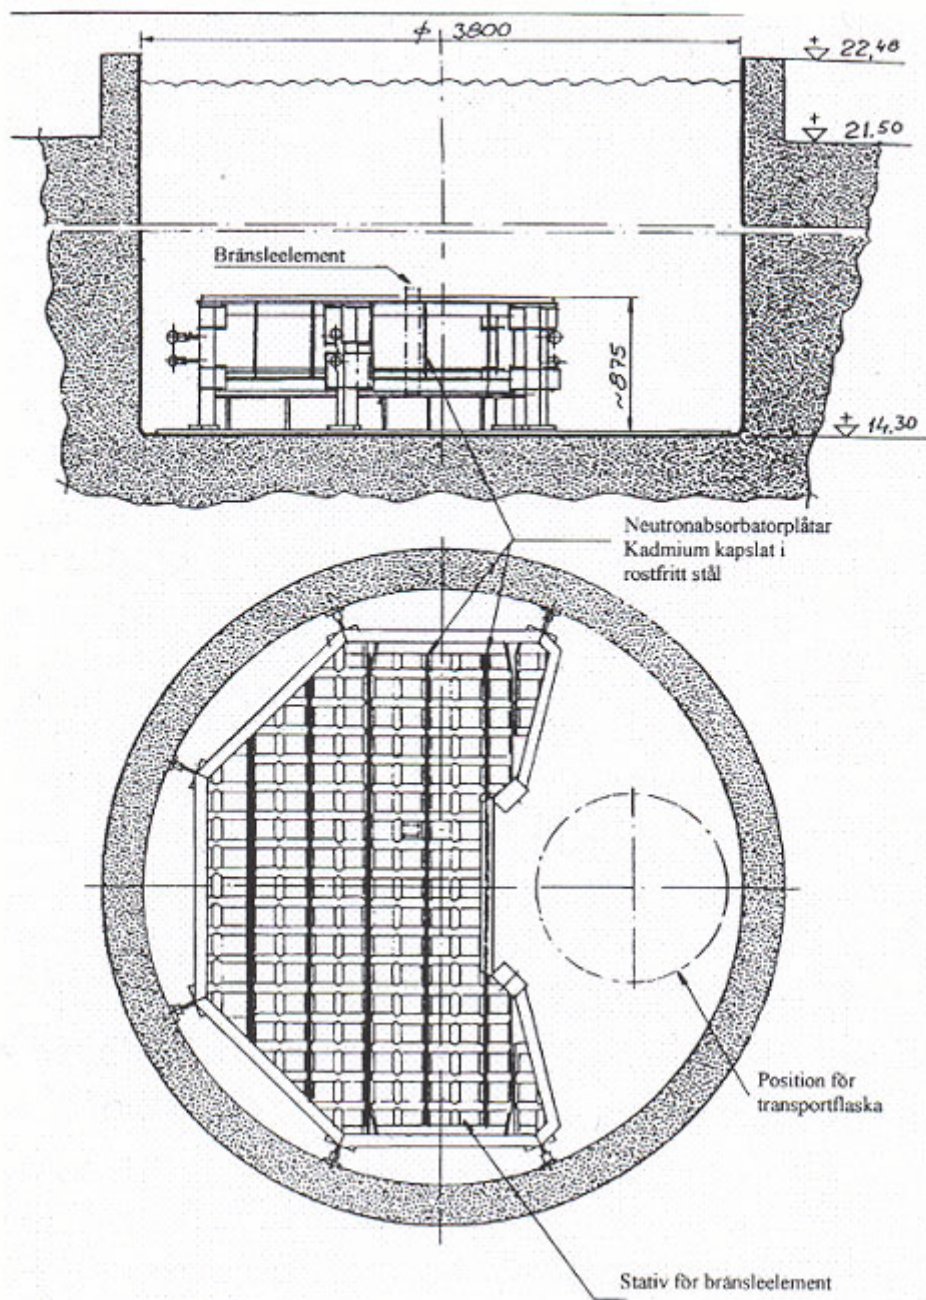 ϕ 3800
+ 22,48
+ 21.50
Bränsleelement
~875
+ 14.30
Neutronabsorbatorplåtar
Kadmium kapslat i
rostfritt stål
Position för
transportflaska
Stativ för bränsleelement